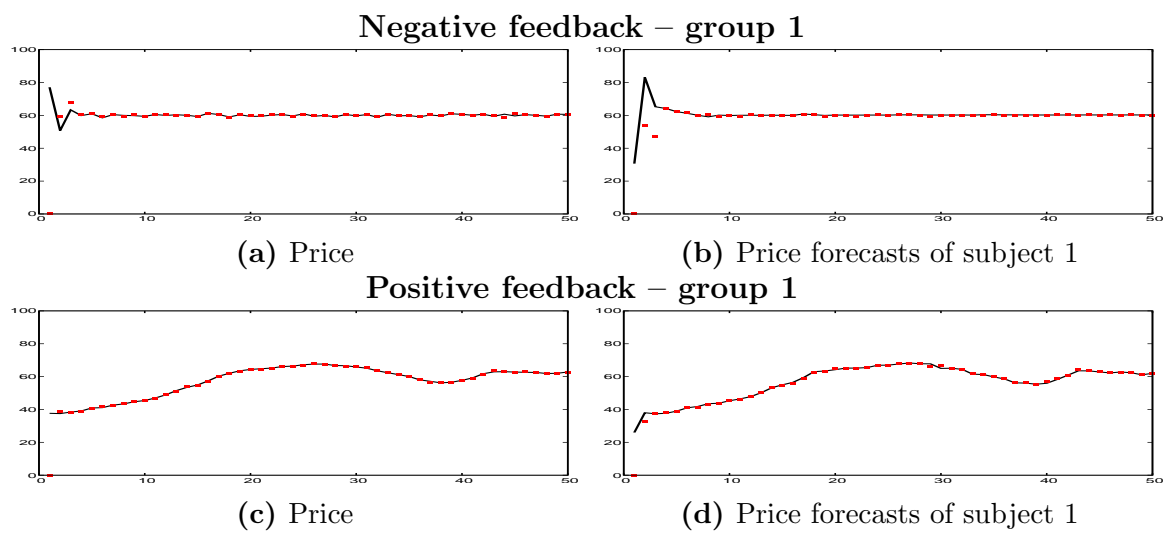 Negative feedback – group 1
100
80
60
40
20
0
0 10 20 30 40 50
100
80
60
40
20
0
0 10 20 30 40 50
(a) Price
(b) Price forecasts of subject 1
Positive feedback – group 1
100
80
60
40
20
0
0 10 20 30 40 50
100
80
60
40
20
0
0 10 20 30 40 50
(c) Price
(d) Price forecasts of subject 1